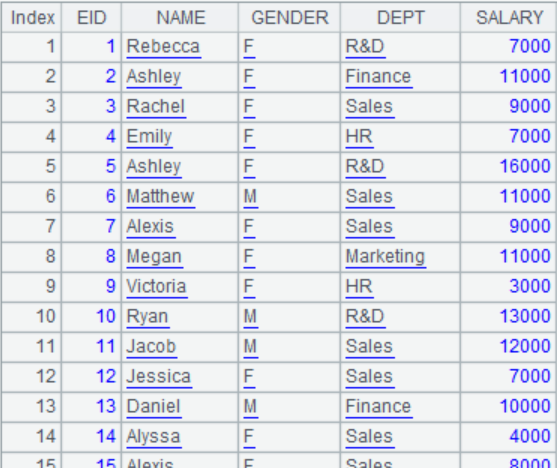 Index EID NAME GENDER DEPT SALARY
1 1 Rebecca F R&D 7000
2 2 Ashley F Finance 11000
3 3 Rachel F Sales 9000
4 4 Emily F HR 7000
5 5 Ashley F R&D 16000
6 6 Matthew M Sales 11000
7 7 Alexis F Sales 9000
8 8 Megan F Marketing 11000
9 9 Victoria F HR 3000
10 10 Ryan M R&D 13000
11 11 Jacob M Sales 12000
12 12 Jessica F Sales 7000
13 13 Daniel M Finance 10000
14 14 Alyssa F Sales 4000
15 15 Alexis F Sales 8000